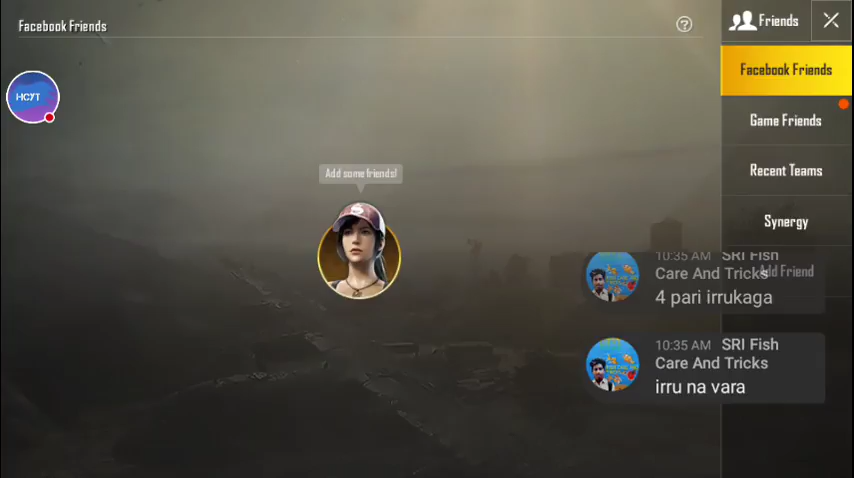 Facebook Friends
Friends
Facebook Friends
HCYT
Game Friends
Add some friends!
Recent Teams
Synergy
Add Friend
10:35 AM SRI Fish
Care And Tricks
4 pari irrukaga
10:35 AM SRI Fish
Care And Tricks
irru na vara